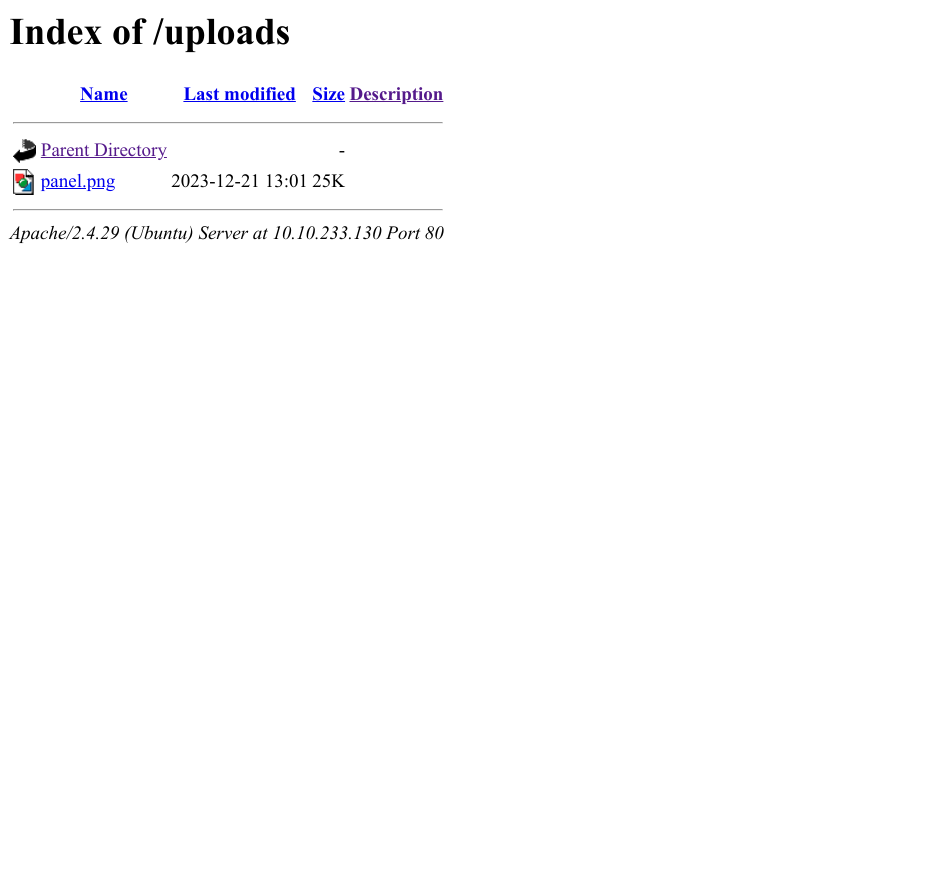 Index of /uploads
Name Last modified Size Description
Parent Directory -
panel.png 2023-12-21 13:01 25K
Apache/2.4.29 (Ubuntu) Server at 10.10.233.130 Port 80